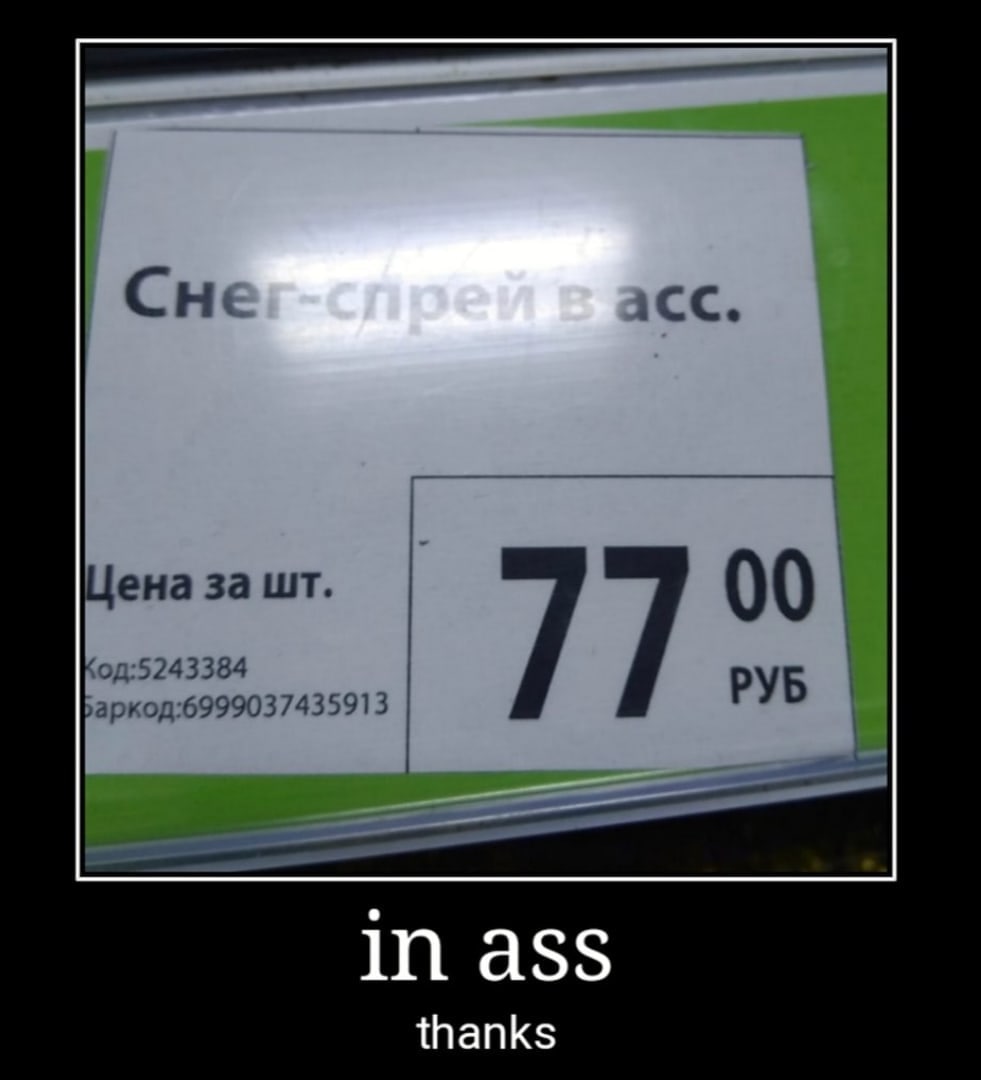 Снег-спрей в асс.
77 00
РУБ
Цена за шт.
Код:5243384
Баркод:6999037435913
in ass
thanks